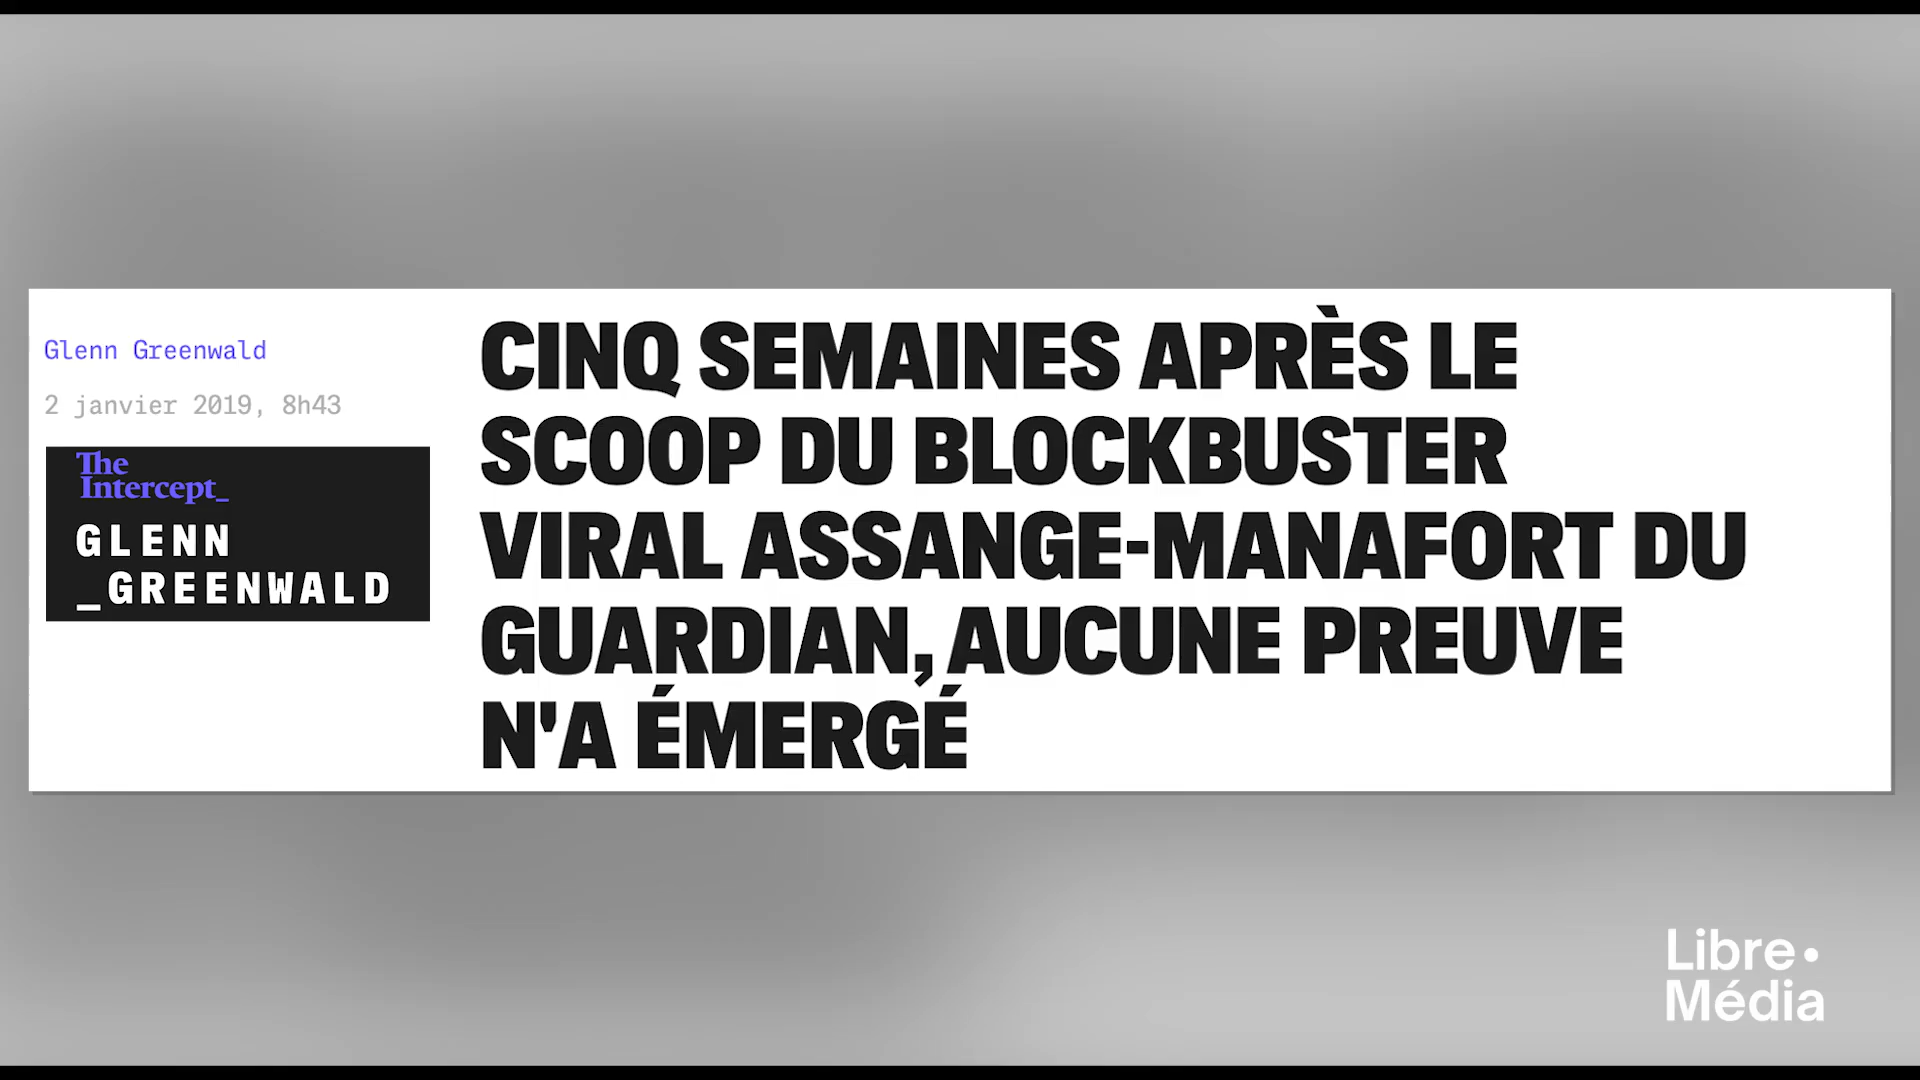 Glenn Greenwald
2 janvier 2019, 8h43
The
Intercept_
GLENN
_GREENWALD
CINQ SEMAINES APRÈS LE
SCOOP DU BLOCKBUSTER
VIRAL ASSANGE-MANAFORT DU
GUARDIAN, AUCUNE PREUVE
N'A ÉMERGÉ
Libre•
Média